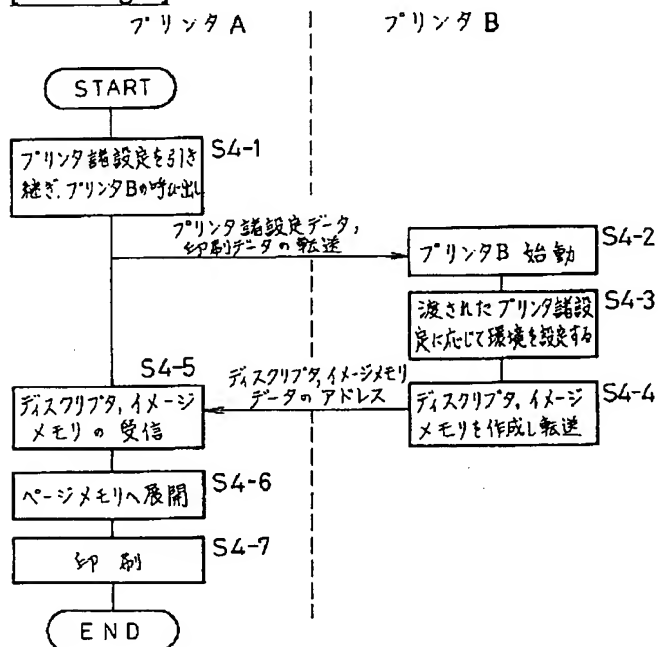 プリンタA
プリンタB
START
プリンタ諸設定を引き
継ぎ,プリンタBの呼び出し
S4-1
プリンタ諸設定データ,
印刷データの転送
プリンタB 始動
S4-2
渡されたプリンタ諸設
定に応じて環境を設定する
S4-3
S4-5
ディスクリプタ,イメージメモリ
データのアドレス
ディスクリプタ,イメージ
メモリの受信
ディスクリプタ,イメージ
メモリを作成し転送
S4-4
ページメモリへ展開
S4-6
印刷
S4-7
END